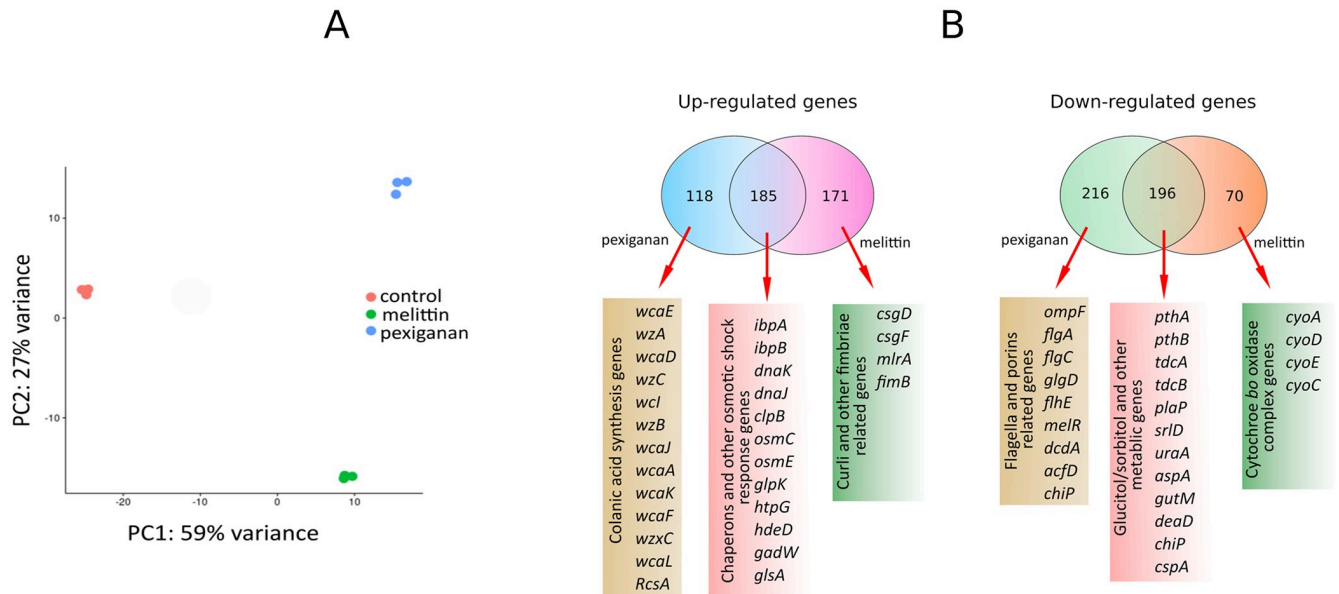 A
B
10
0
-10
-20
-10
0
10
PC2: 27% variance
PC1: 59% variance
control
melittin
pexiganan
Up-regulated genes
118
185
171
pexiganan
melittin
Colanic acid synthesis genes
wcaE
wzA
wcaD
wzC
wcI
wzB
wcaJ
wcaA
wcaK
wcaF
wzxC
wcaL
RcsA
Chaperons and other osmotic shock
response genes
ibpA
ibpB
dnaK
dnaJ
clpB
osmC
osmE
glpK
htpG
hdeD
gadW
glsA
Curli and other fimbriae
related genes
csgD
csgF
mlrA
fimB
Down-regulated genes
216
196
70
pexiganan
melittin
Flagella and porins
related genes
ompF
flgA
flgC
glgD
flhE
melR
dcdA
acfD
chiP
Glucitol/sorbitol and other
metablic genes
pthA
pthB
tdcA
tdcB
plaP
srlD
uraA
aspA
gutM
deaD
chiP
cspA
Cytochroe bo oxidase
complex genes
cyoA
cyoD
cyoE
cyoC